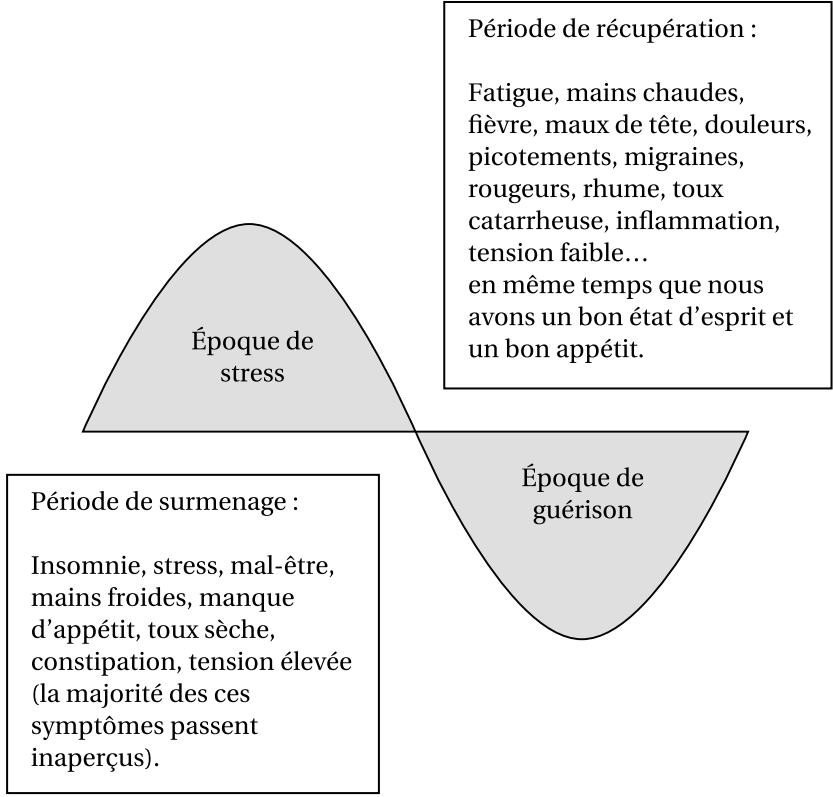 Période de récupération :
Fatigue, mains chaudes,
fièvre, maux de tête, douleurs,
picotements, migraines,
rougeurs, rhume, toux
catarrheuse, inflammation,
tension faible…
en même temps que nous
avons un bon état d’esprit et
un bon appétit.
Époque de
stress
Époque de
guérison
Période de surmenage :
Insomnie, stress, mal-être,
mains froides, manque
d’appétit, toux sèche,
constipation, tension élevée
(la majorité des ces
symptômes passent
inaperçus).